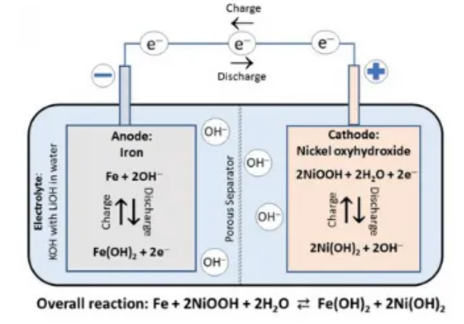 Charge
←
e⁻ e⁻ e⁻
→
Discharge
− +
Electrolyte:
KOH with LiOH in water
Anode:
Iron
Fe + 2OH⁻
Charge ↑↓ Discharge
Fe(OH)₂ + 2e⁻
OH⁻
OH⁻
Porous Separator
OH⁻
OH⁻
Cathode:
Nickel oxyhydroxide
2NiOOH + 2H₂O + 2e⁻
Charge ↑↓ Discharge
2Ni(OH)₂ + 2OH⁻
Overall reaction: Fe + 2NiOOH + 2H₂O ⇄ Fe(OH)₂ + 2Ni(OH)₂